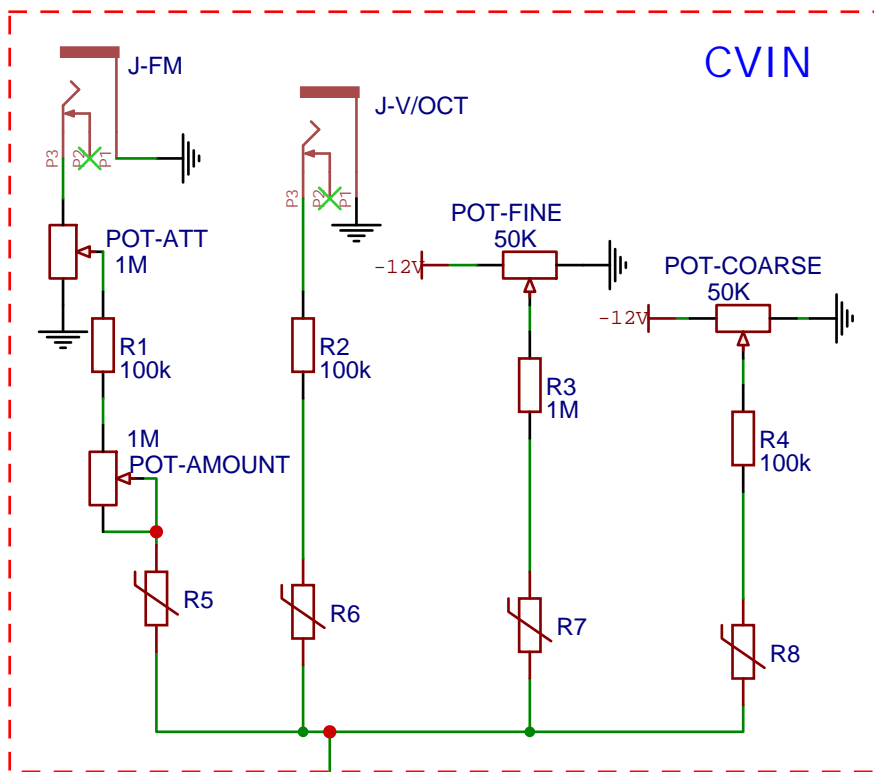 CVIN
J-FM
P3
P2
P1
J-V/OCT
P3
P2
P1
POT-ATT
1M
POT-FINE
50K
-12V
POT-COARSE
50K
-12V
R1
100k
R2
100k
R3
1M
R4
100k
1M
POT-AMOUNT
R5
R6
R7
R8